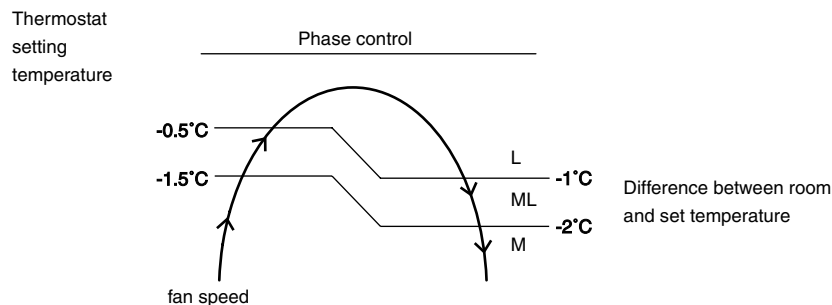 Thermostat
setting
temperature
Phase control
-0.5°C
-1.5°C
L
-1°C
ML
-2°C
M
Difference between room
and set temperature
fan speed